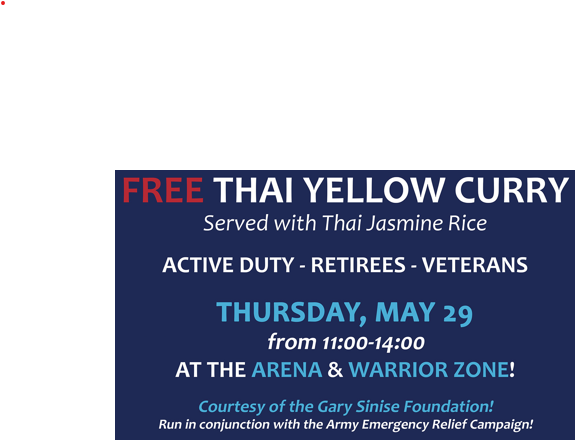 FREE THAI YELLOW CURRY
Served with Thai Jasmine Rice
ACTIVE DUTY - RETIREES - VETERANS
THURSDAY, MAY 29
from 11:00-14:00
AT THE ARENA & WARRIOR ZONE!
Courtesy of the Gary Sinise Foundation!
Run in conjunction with the Army Emergency Relief Campaign!